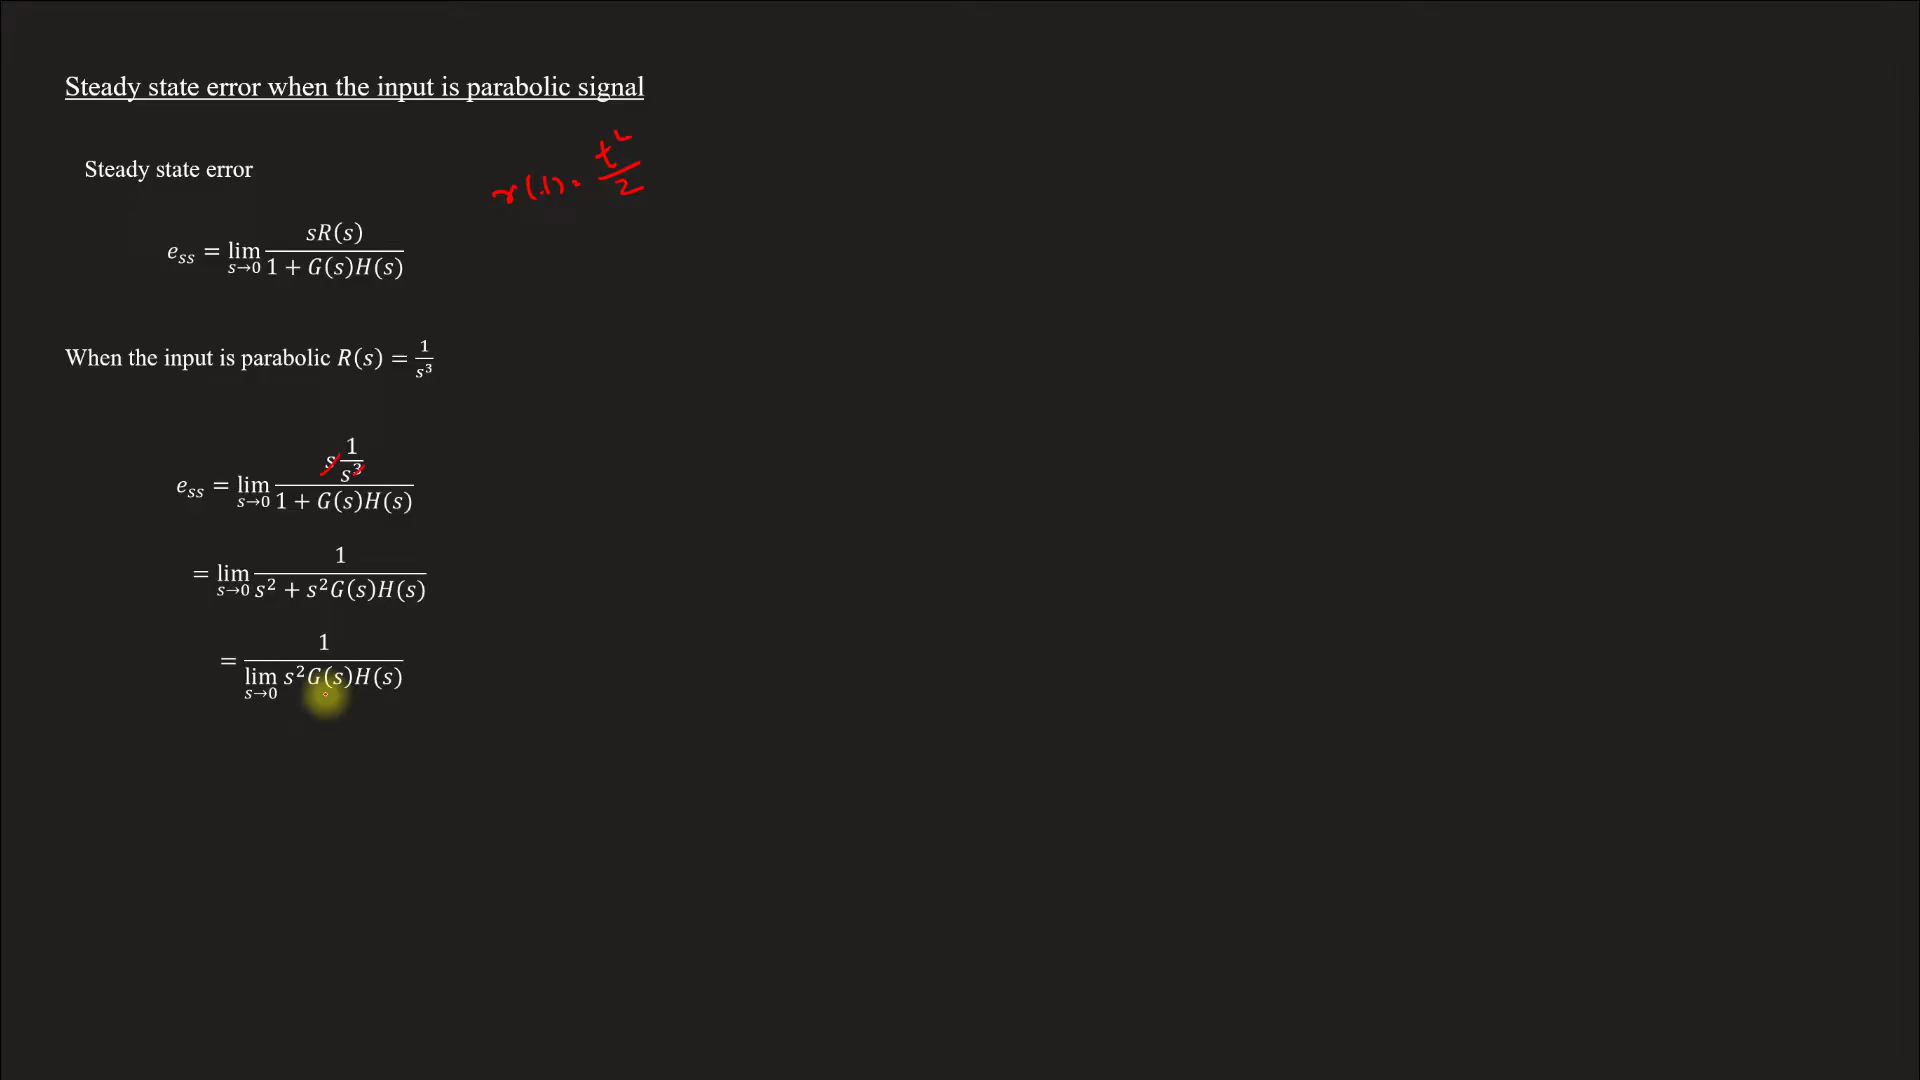 Steady state error when the input is parabolic signal
r(t) = t²/2
Steady state error
e_ss = lim_{s→0} sR(s) / (1 + G(s)H(s))
When the input is parabolic R(s) = 1/s³
e_ss = lim_{s→0} (s 1/s³) / (1 + G(s)H(s))
= lim_{s→0} 1 / (s² + s²G(s)H(s))
= 1 / (lim_{s→0} s²G(s)H(s))